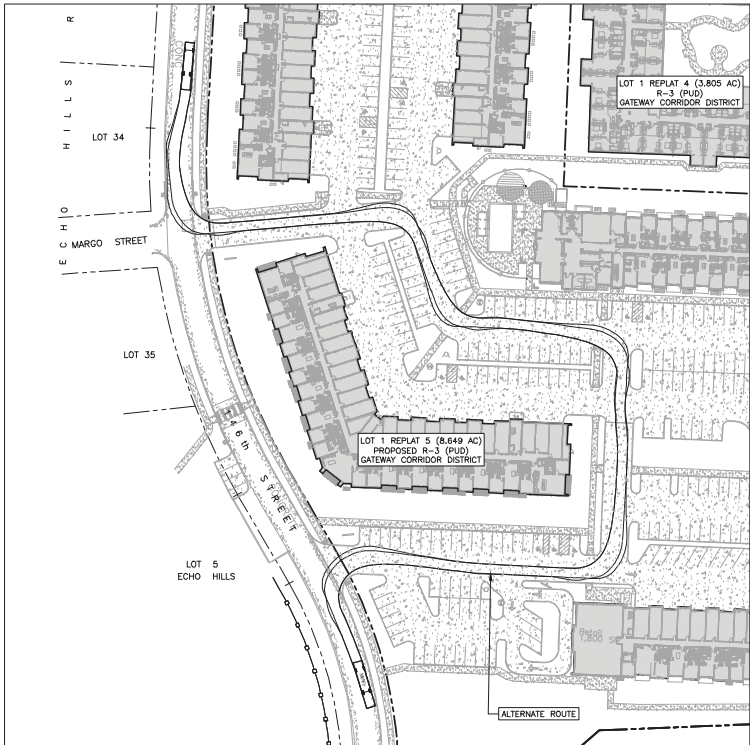 ECHO HILLS R
LOT 34
MARGO STREET
LOT 35
146th STREET
LOT 5
ECHO HILLS
LOT 1 REPLAT 4 (3.805 AC)
R-3 (PUD)
GATEWAY CORRIDOR DISTRICT
LOT 1 REPLAT 5 (8.649 AC)
PROPOSED R-3 (PUD)
GATEWAY CORRIDOR DISTRICT
ALTERNATE ROUTE